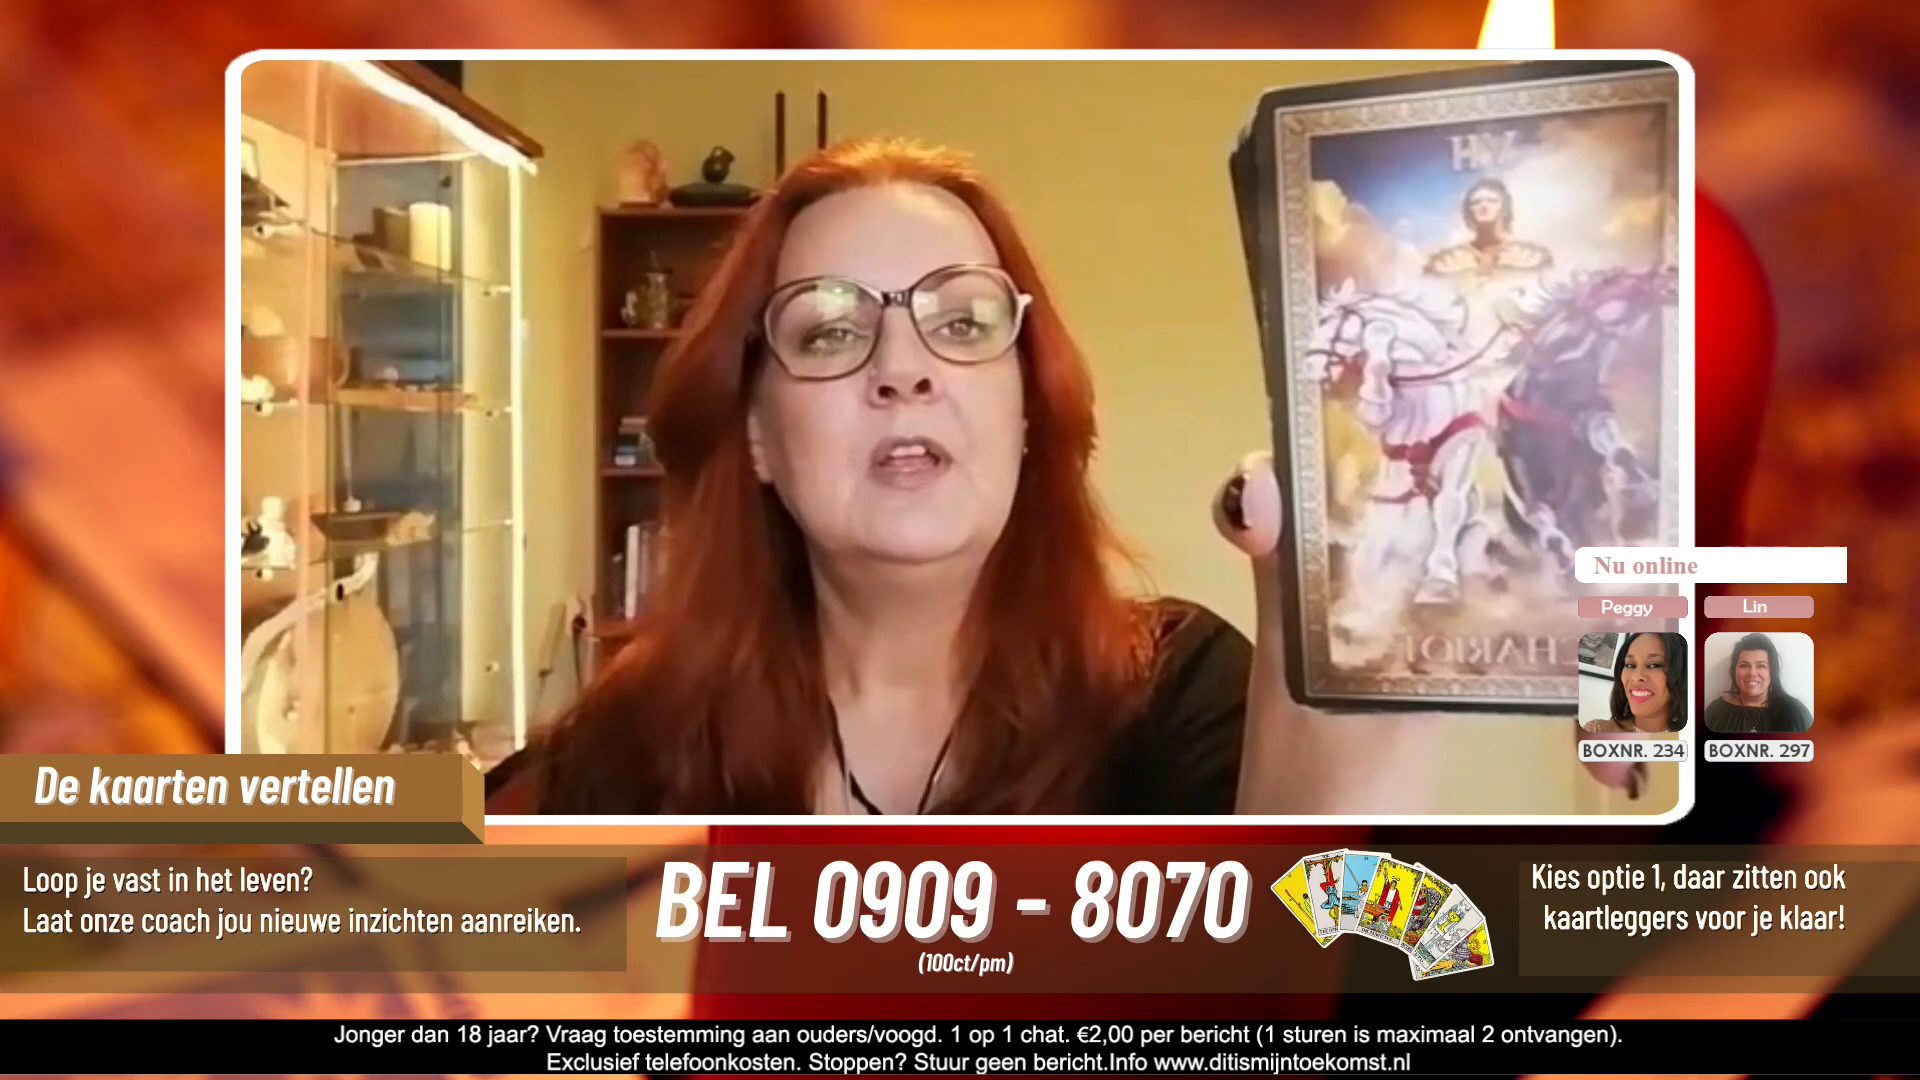 VII
CHARIOT
Nu online
Peggy
Lin
BOXNR. 234
BOXNR. 297
De kaarten vertellen
Loop je vast in het leven?
Laat onze coach jou nieuwe inzichten aanreiken.
BEL 0909 - 8070
(100ct/pm)
Kies optie 1, daar zitten ook
kaartleggers voor je klaar!
Jonger dan 18 jaar? Vraag toestemming aan ouders/voogd. 1 op 1 chat. €2,00 per bericht (1 sturen is maximaal 2 ontvangen).
Exclusief telefoonkosten. Stoppen? Stuur geen bericht.Info www.ditismijntoekomst.nl